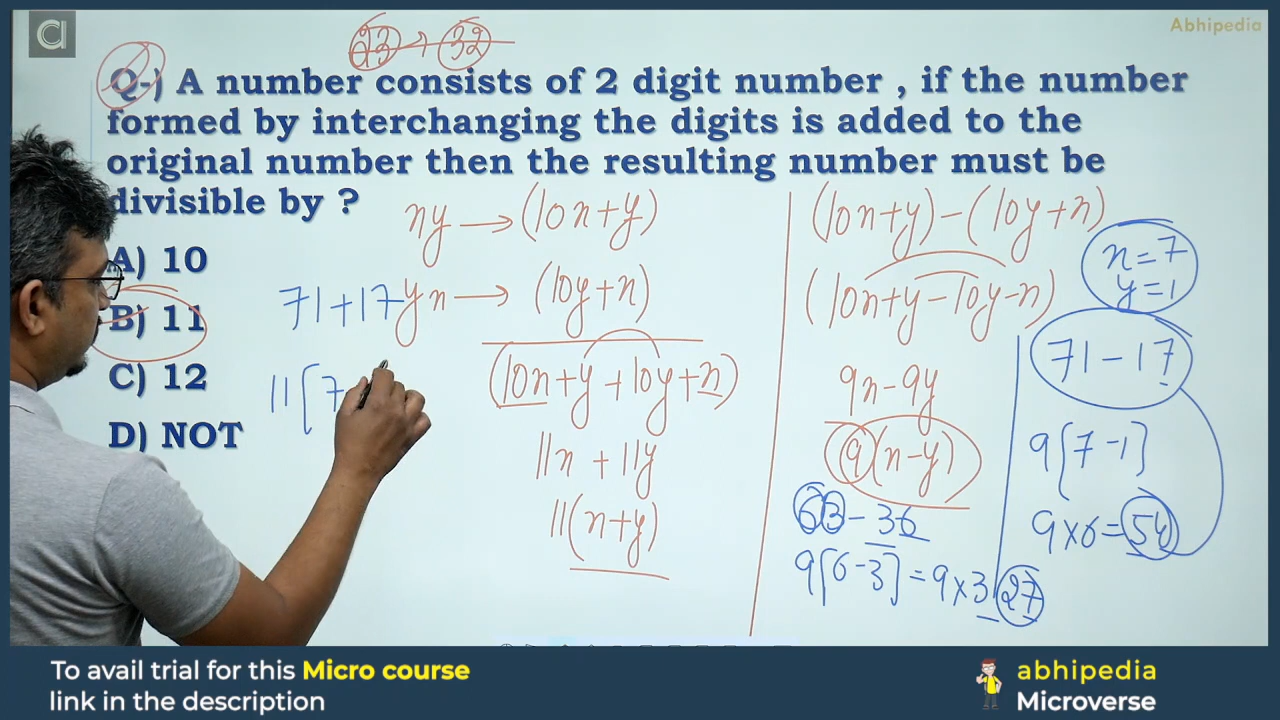 Abhipedia
23 → 32
Q-) A number consists of 2 digit number , if the number
formed by interchanging the digits is added to the
original number then the resulting number must be
divisible by ?
A) 10
B) 11
C) 12
D) NOT
xy → (10x+y)
71+17 yx → (10y+x)
(10x+y+10y+x)
11x + 11y
11(x+y)
11[7
(10x+y)-(10y+x)
(10x+y-10y-x)
9x-9y
9(x-y)
63-36
9[6-3]=9×3 27
x=7
y=1
71-17
9[7-1]
9×6=54
To avail trial for this Micro course
link in the description
abhipedia
Microverse